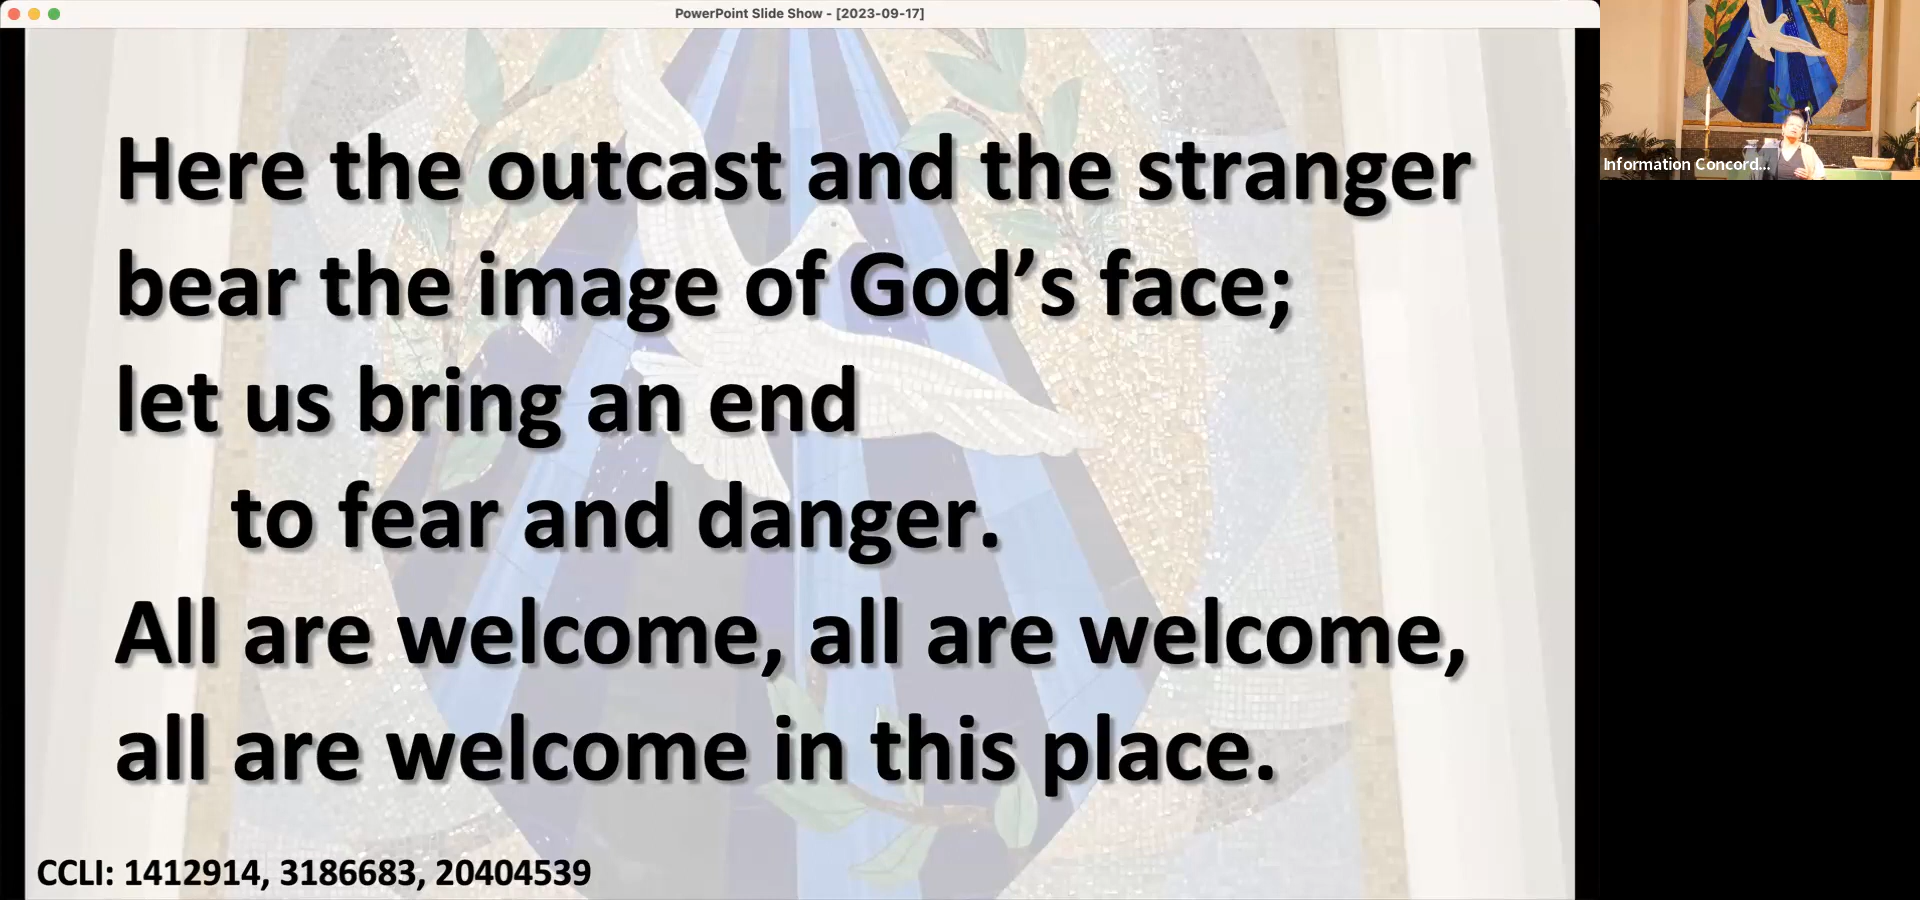 PowerPoint Slide Show - [2023-09-17]
Here the outcast and the stranger
bear the image of God’s face;
let us bring an end
to fear and danger.
All are welcome, all are welcome,
all are welcome in this place.
CCLI: 1412914, 3186683, 20404539
Information Concord...